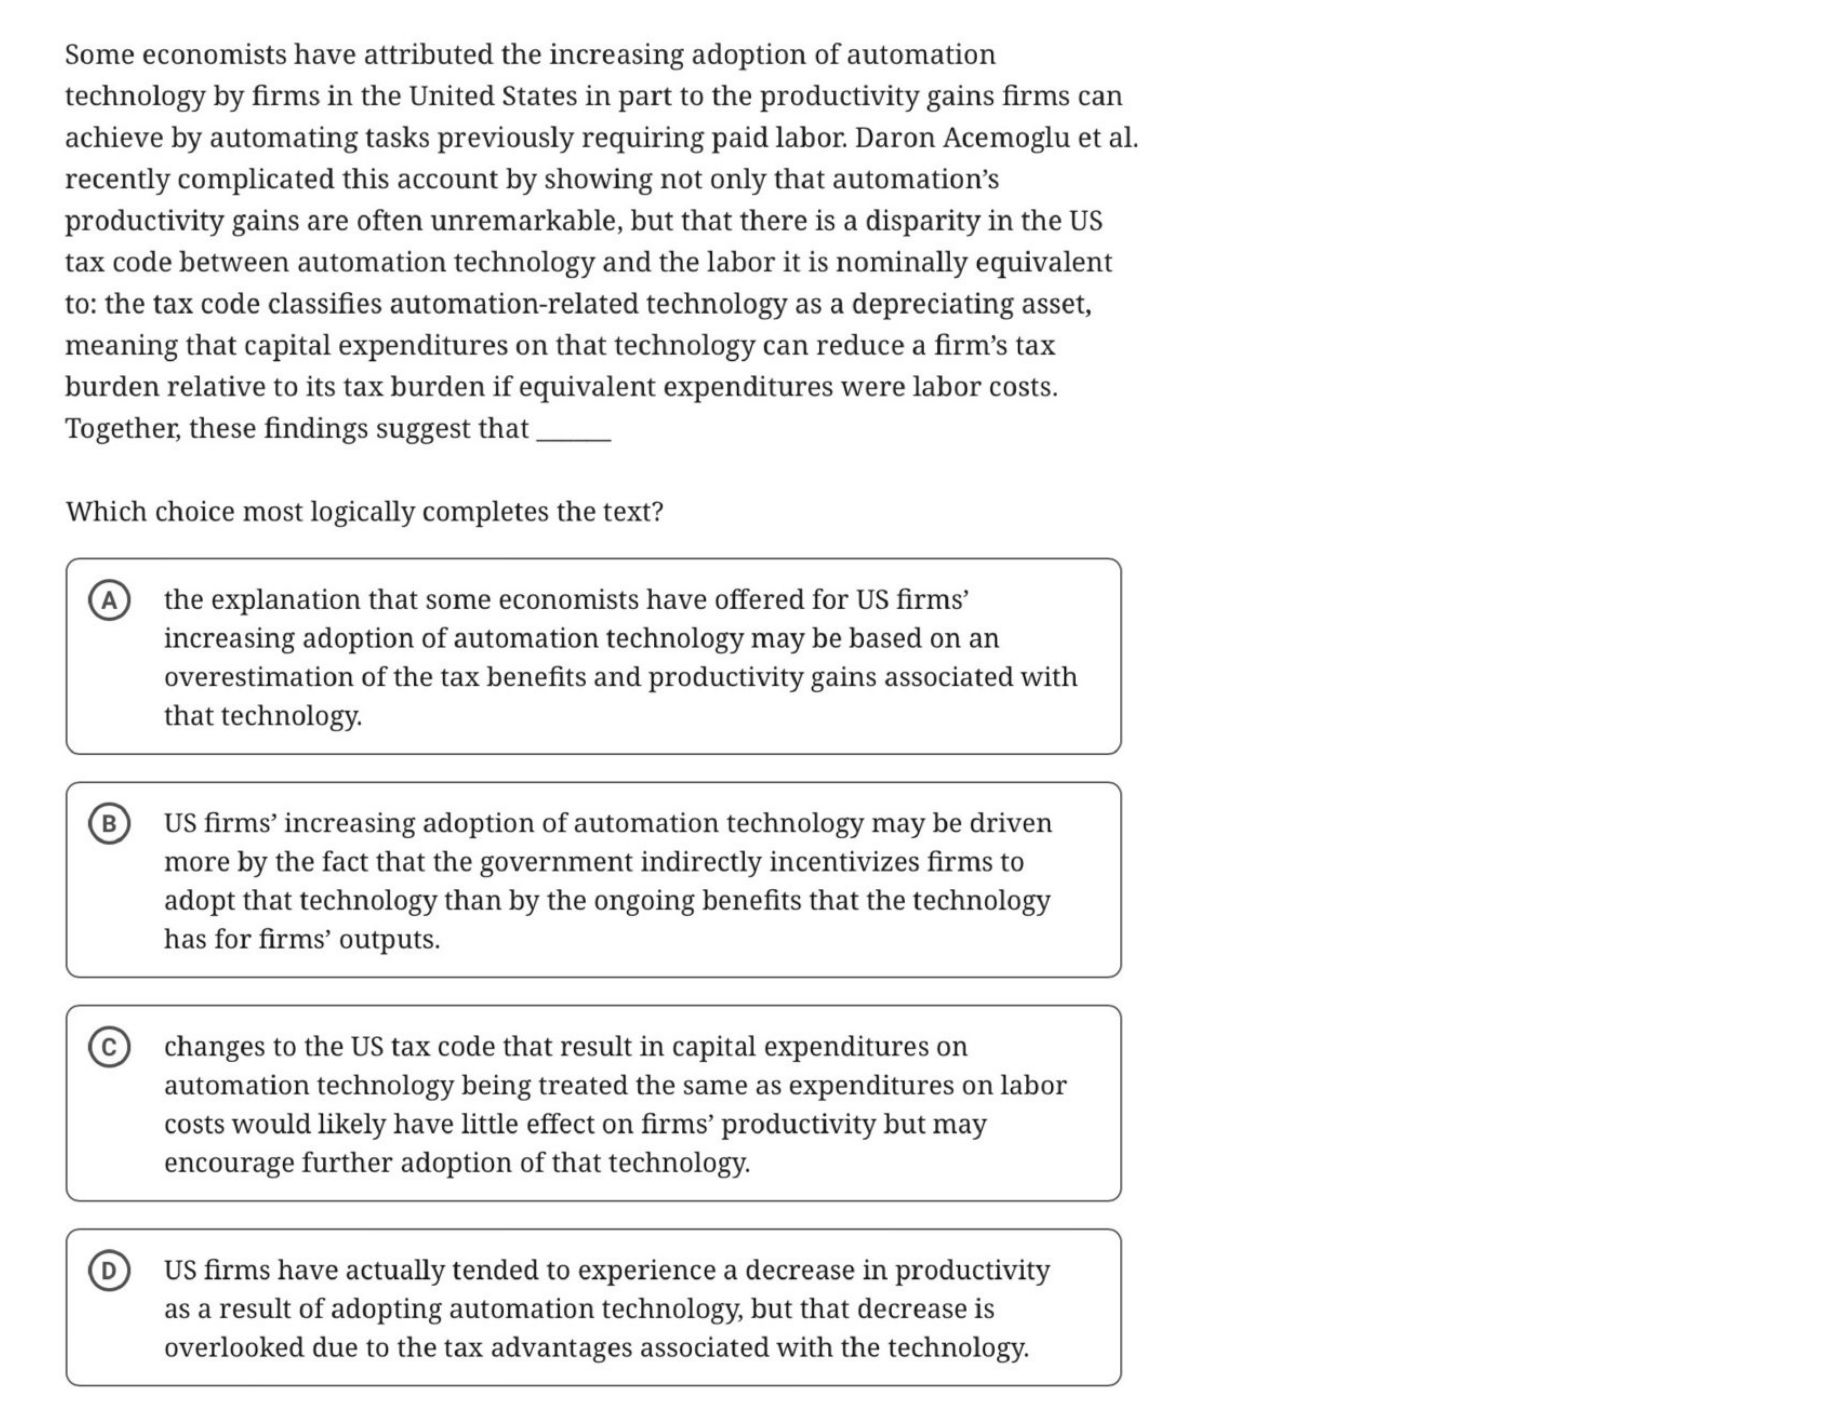 Some economists have attributed the increasing adoption of automation
technology by firms in the United States in part to the productivity gains firms can
achieve by automating tasks previously requiring paid labor. Daron Acemoglu et al.
recently complicated this account by showing not only that automation’s
productivity gains are often unremarkable, but that there is a disparity in the US
tax code between automation technology and the labor it is nominally equivalent
to: the tax code classifies automation-related technology as a depreciating asset,
meaning that capital expenditures on that technology can reduce a firm’s tax
burden relative to its tax burden if equivalent expenditures were labor costs.
Together, these findings suggest that ______
Which choice most logically completes the text?
A the explanation that some economists have offered for US firms’
increasing adoption of automation technology may be based on an
overestimation of the tax benefits and productivity gains associated with
that technology.
B US firms’ increasing adoption of automation technology may be driven
more by the fact that the government indirectly incentivizes firms to
adopt that technology than by the ongoing benefits that the technology
has for firms’ outputs.
C changes to the US tax code that result in capital expenditures on
automation technology being treated the same as expenditures on labor
costs would likely have little effect on firms’ productivity but may
encourage further adoption of that technology.
D US firms have actually tended to experience a decrease in productivity
as a result of adopting automation technology, but that decrease is
overlooked due to the tax advantages associated with the technology.